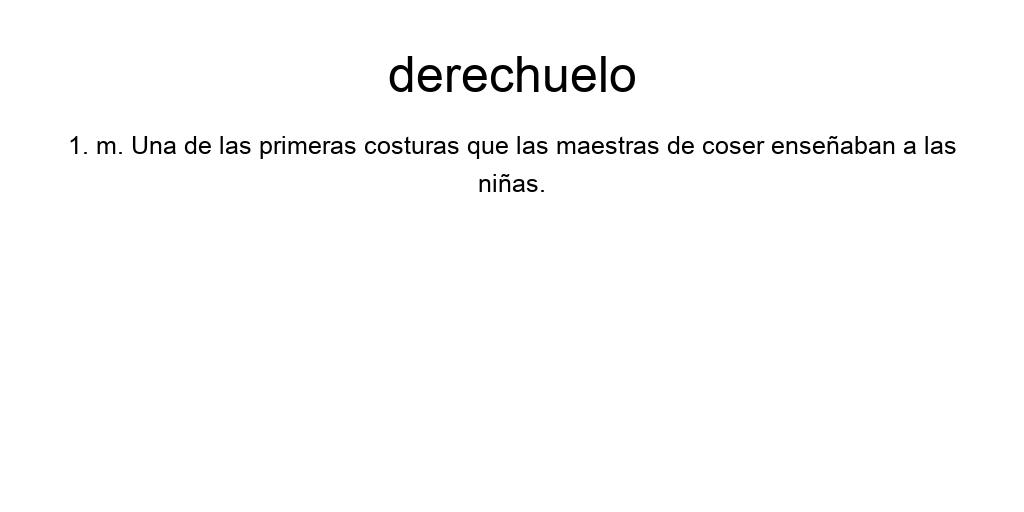 derechuelo
1. m. Una de las primeras costuras que las maestras de coser enseñaban a las
niñas.